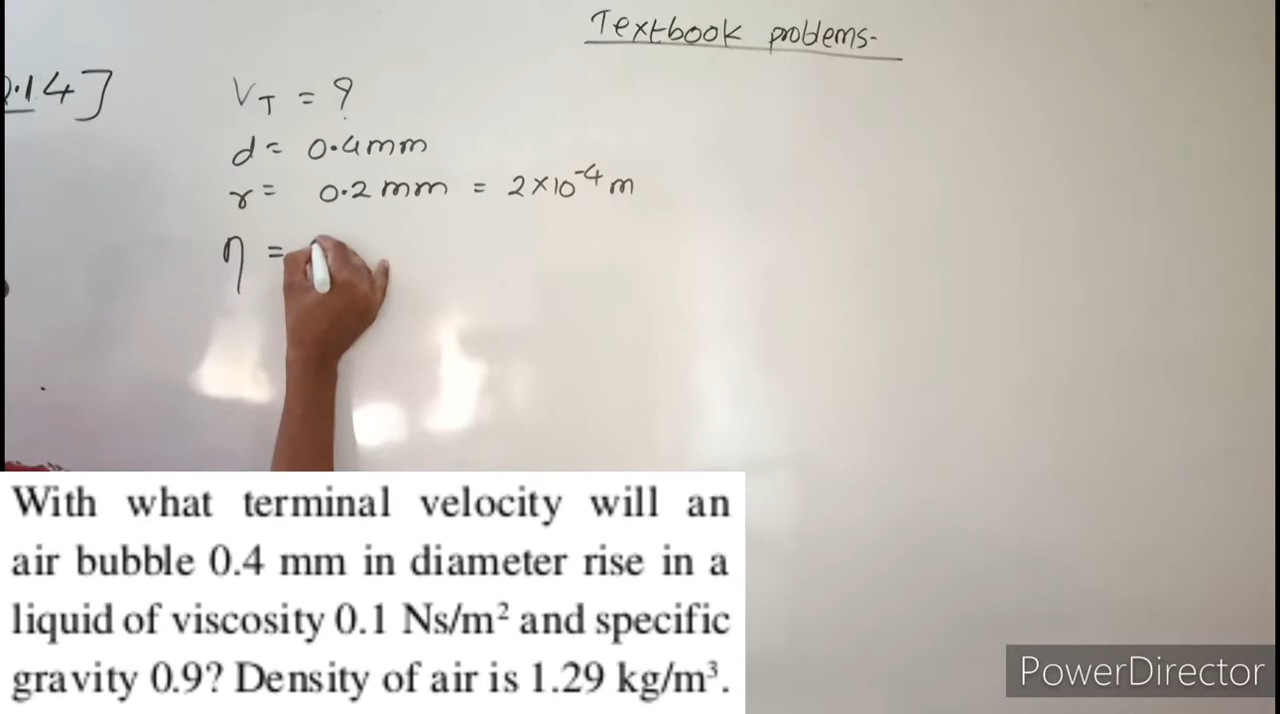 Textbook problems-
.14]
V_T = ?
d = 0.4mm
r = 0.2 mm = 2×10⁻⁴ m
η =
With what terminal velocity will an
air bubble 0.4 mm in diameter rise in a
liquid of viscosity 0.1 Ns/m² and specific
gravity 0.9? Density of air is 1.29 kg/m³.
PowerDirector